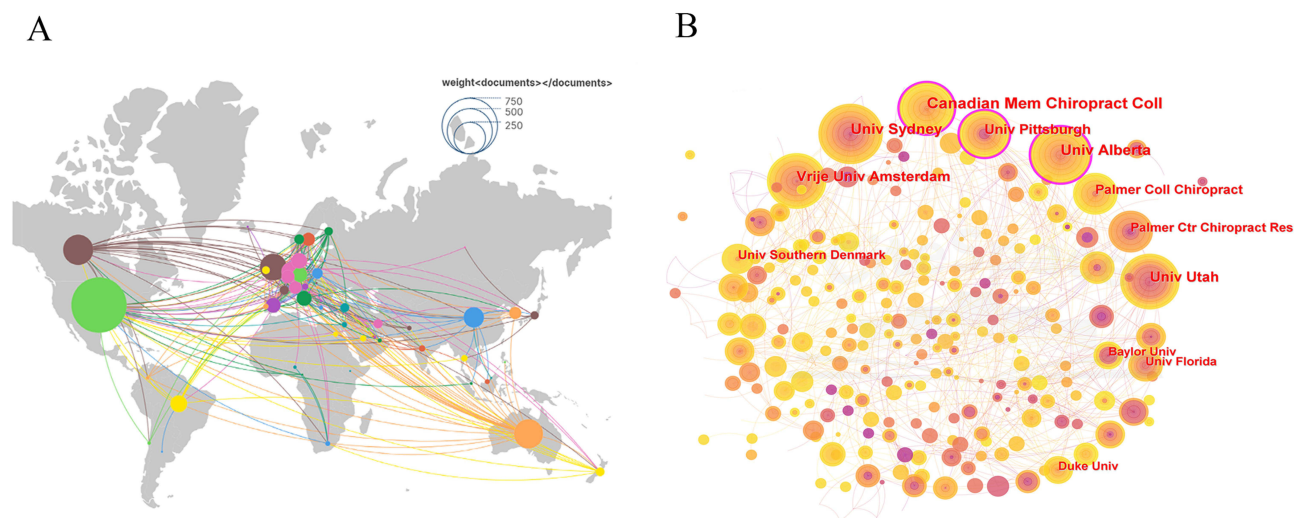 A
B
weight<documents></documents>
750
500
250
Canadian Mem Chiropract Coll
Univ Sydney
Univ Pittsburgh
Univ Alberta
Vrije Univ Amsterdam
Palmer Coll Chiropract
Palmer Ctr Chiropract Res
Univ Southern Denmark
Univ Utah
Baylor Univ
Univ Florida
Duke Univ